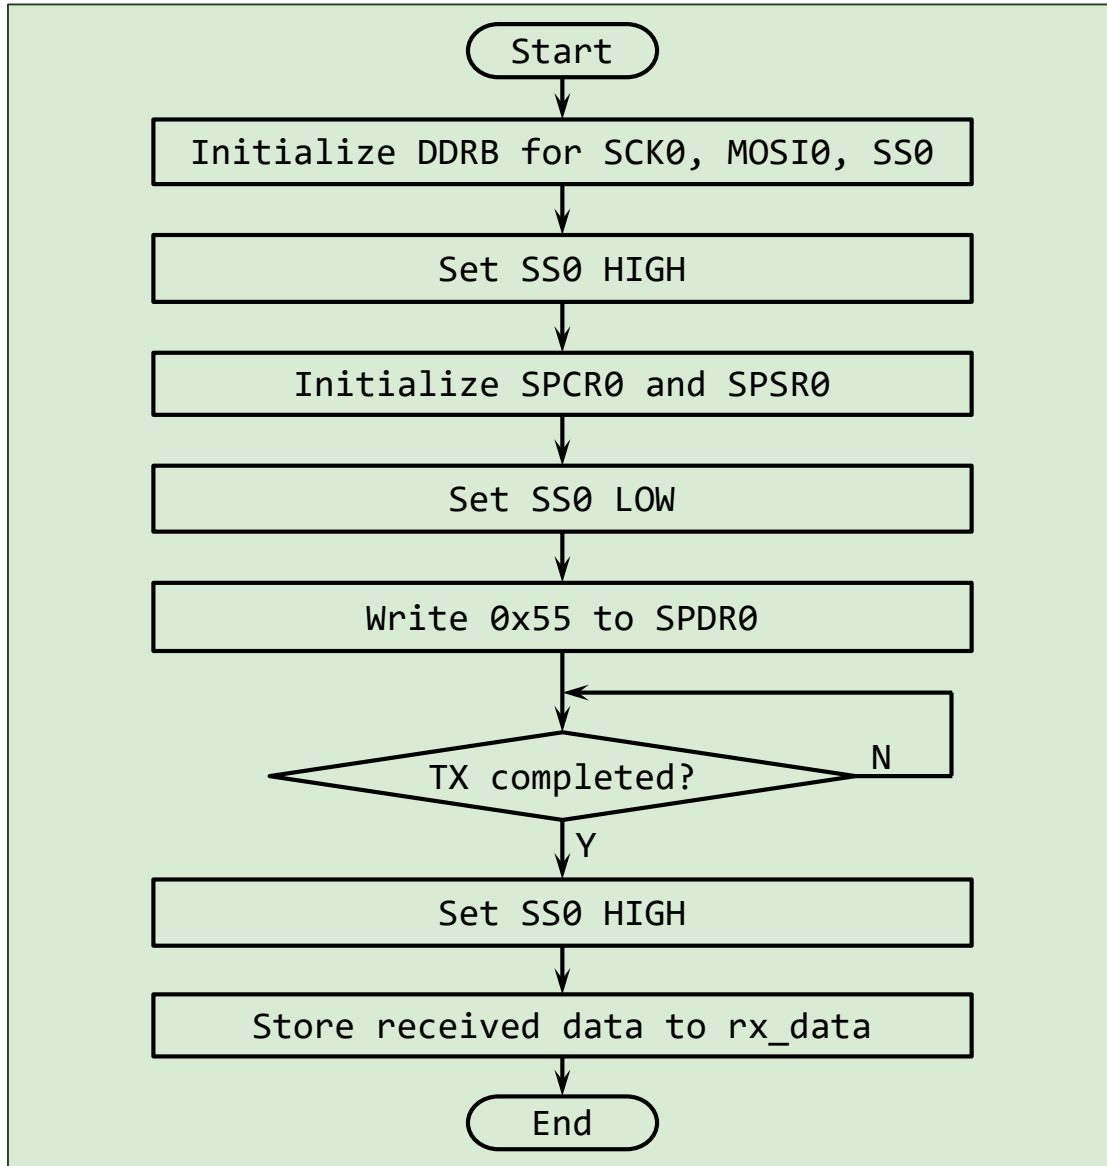 Start
Initialize DDRB for SCK0, MOSI0, SS0
Set SS0 HIGH
Initialize SPCR0 and SPSR0
Set SS0 LOW
Write 0x55 to SPDR0
TX completed?
N
Y
Set SS0 HIGH
Store received data to rx_data
End